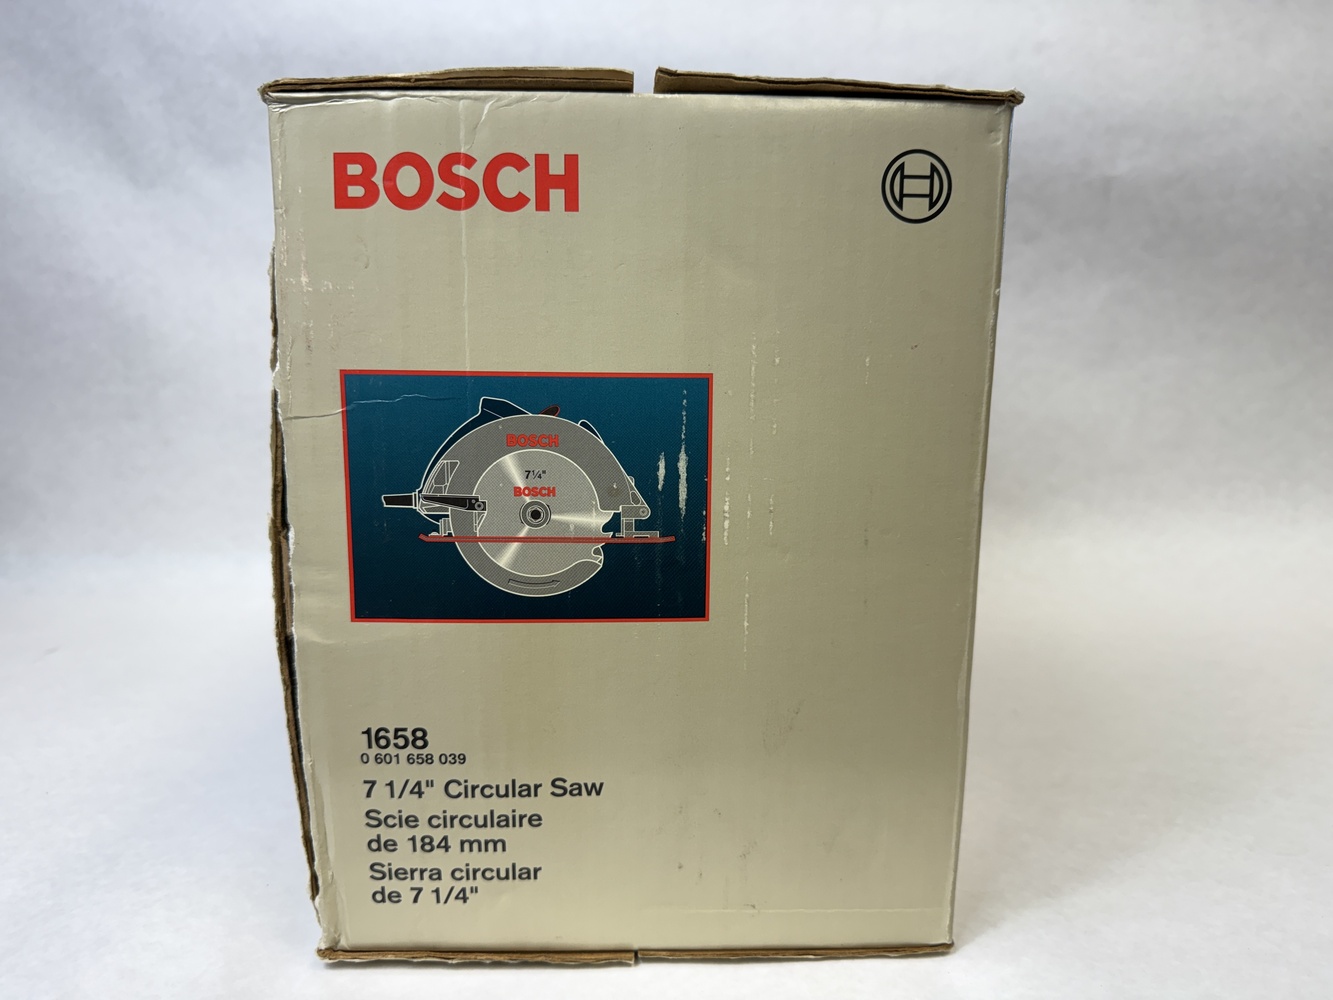 BOSCH
BOSCH
7¼"
BOSCH
1658
0 601 658 039
7 1/4" Circular Saw
Scie circulaire
de 184 mm
Sierra circular
de 7 1/4"